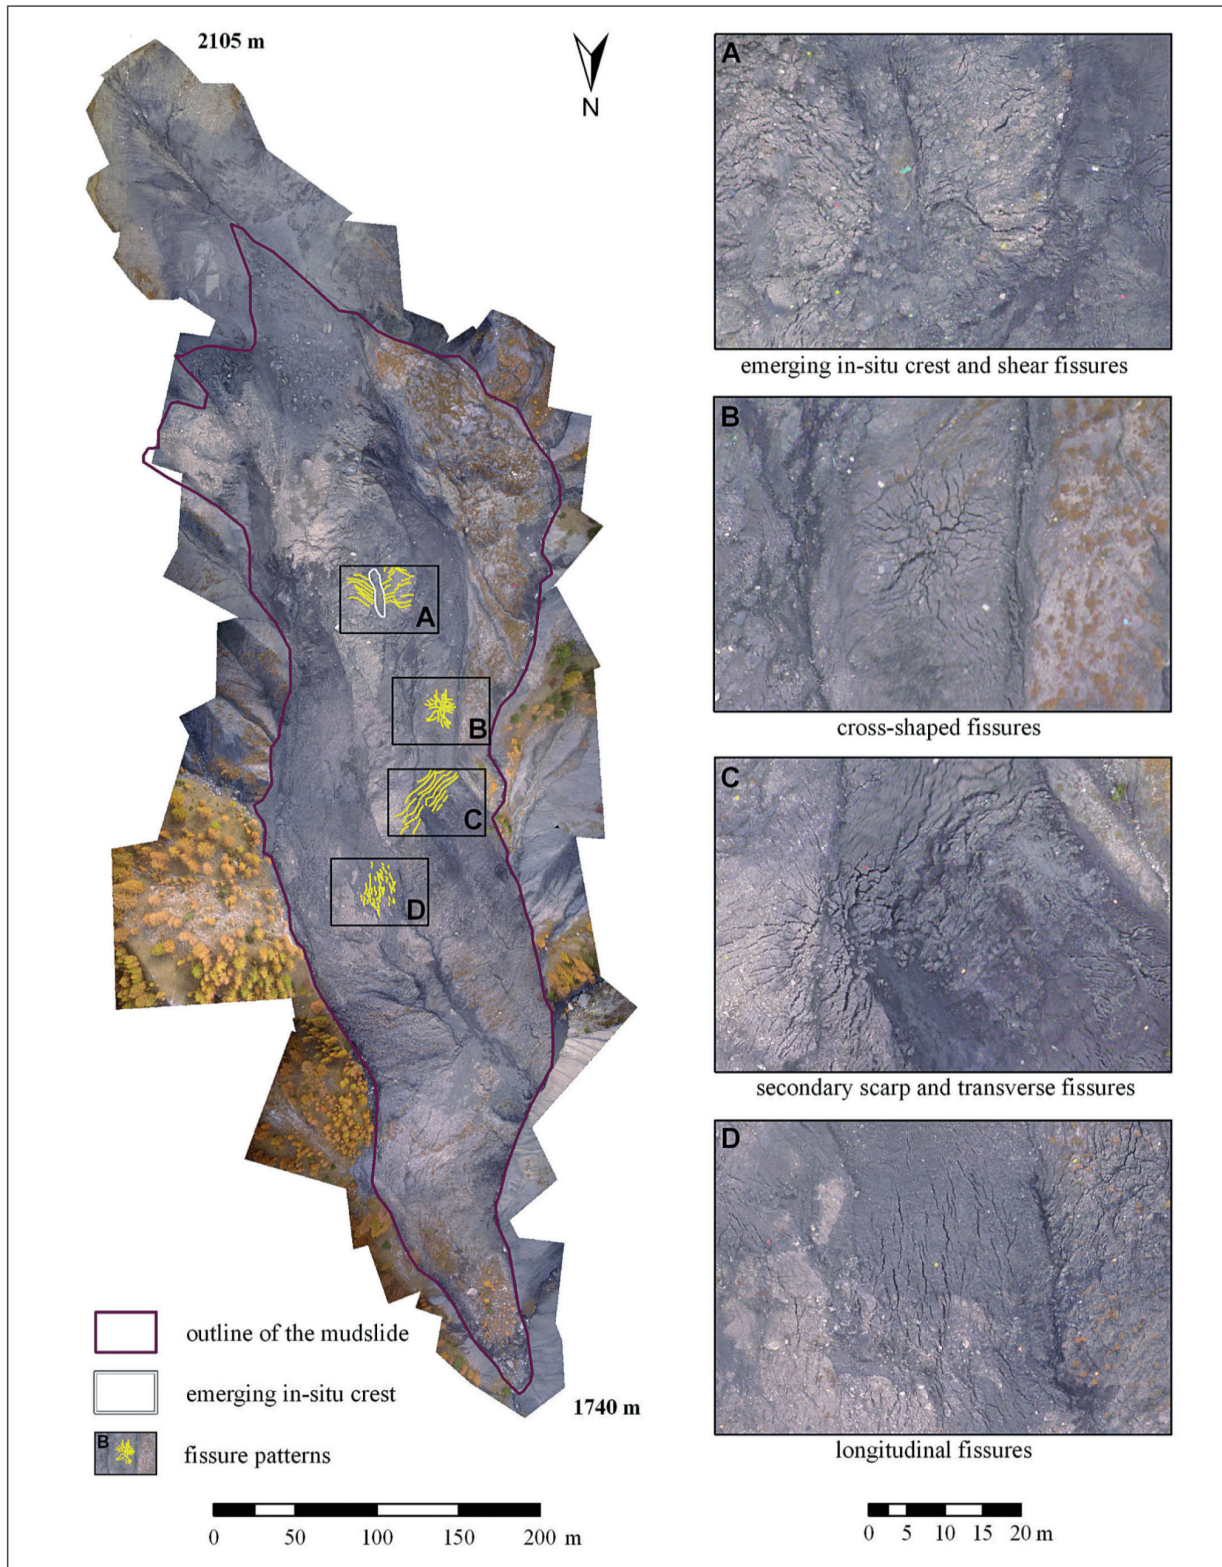 2105 m
N
A
B
C
D
1740 m
outline of the mudslide
emerging in-situ crest
B
fissure patterns
0 50 100 150 200 m
A
emerging in-situ crest and shear fissures
B
cross-shaped fissures
C
secondary scarp and transverse fissures
D
longitudinal fissures
0 5 10 15 20 m